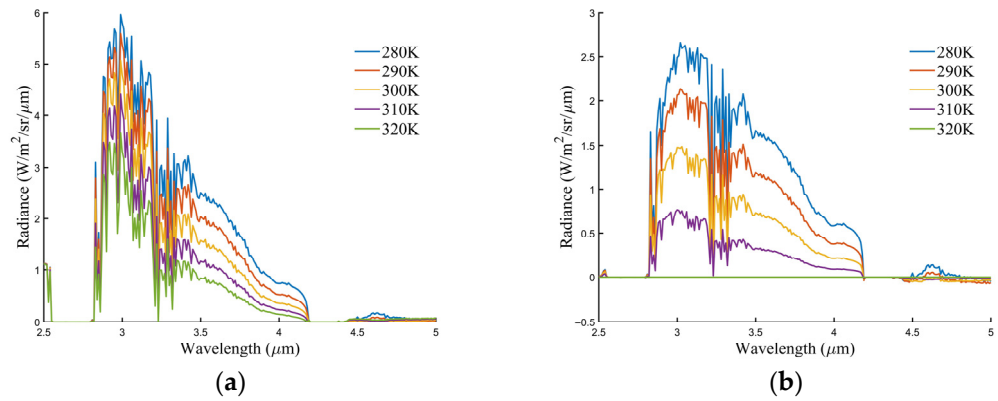 6
5
4
3
2
1
0
2.5
3
3.5
4
4.5
5
Radiance (W/m²/sr/μm)
Wavelength (μm)
280K
290K
300K
310K
320K
(a)
3
2.5
2
1.5
1
0.5
0
−0.5
2.5
3
3.5
4
4.5
5
Radiance (W/m²/sr/μm)
Wavelength (μm)
280K
290K
300K
310K
320K
(b)